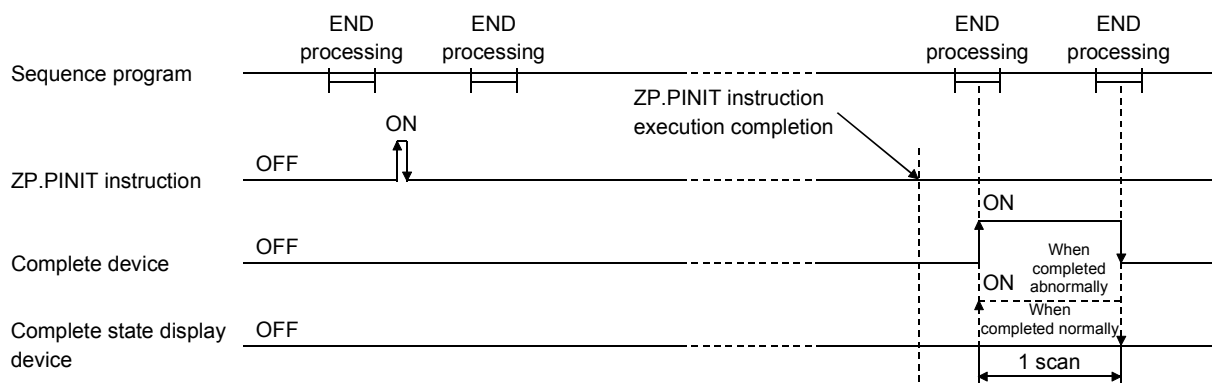 END
processing
END
processing
END
processing
END
processing
Sequence program
ZP.PINIT instruction
execution completion
ON
OFF
ZP.PINIT instruction
ON
OFF
Complete device
When
completed
abnormally
ON
When
completed normally
OFF
Complete state display
device
1 scan